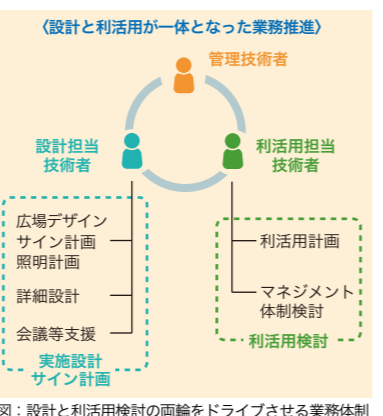 〈設計と利活用が一体となった業務推進〉
管理技術者
設計担当
技術者
利活用担当
技術者
広場デザイン
サイン計画
照明計画
詳細設計
会議等支援
実施設計
サイン計画
利活用計画
マネジメント
体制検討
利活用検討
図：設計と利活用検討の両輪をドライブさせる業務体制